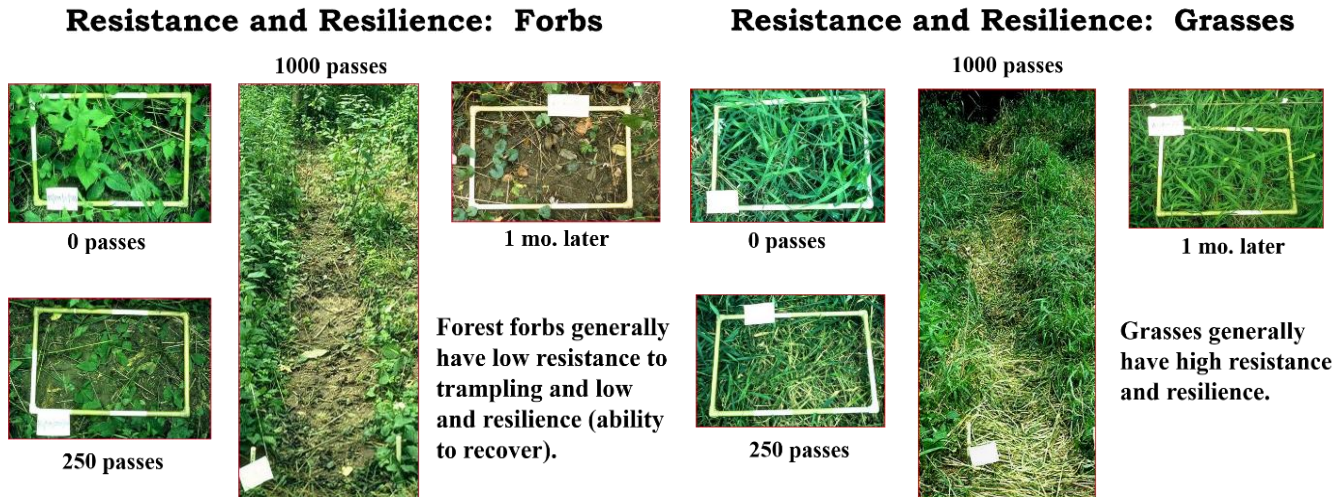 Resistance and Resilience:  Forbs
1000 passes
0 passes
1 mo. later
250 passes
Forest forbs generally
have low resistance to
trampling and low
and resilience (ability
to recover).
Resistance and Resilience:  Grasses
1000 passes
0 passes
1 mo. later
250 passes
Grasses generally
have high resistance
and resilience.